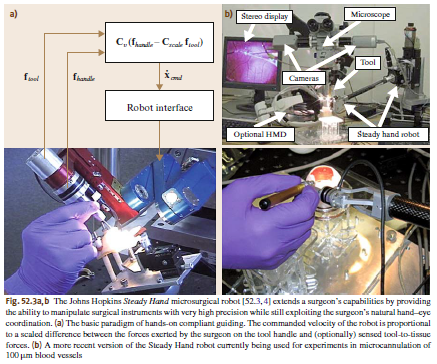 a)
C_v (f_handle – C_scale f_tool)
f_tool
f_handle
ẋ_cmd
Robot interface
b)
Stereo display
Microscope
Tool
Cameras
Optional HMD
Steady hand robot
Fig. 52.3a,b The Johns Hopkins Steady Hand microsurgical robot [52.3, 4] extends a surgeon's capabilities by providing
the ability to manipulate surgical instruments with very high precision while still exploiting the surgeon's natural hand–eye
coordination. (a) The basic paradigm of hands-on compliant guiding. The commanded velocity of the robot is proportional
to a scaled difference between the forces exerted by the surgeon on the tool handle and (optionally) sensed tool-to-tissue
forces. (b) A more recent version of the Steady Hand robot currently being used for experiments in microcannulation of
100 μm blood vessels